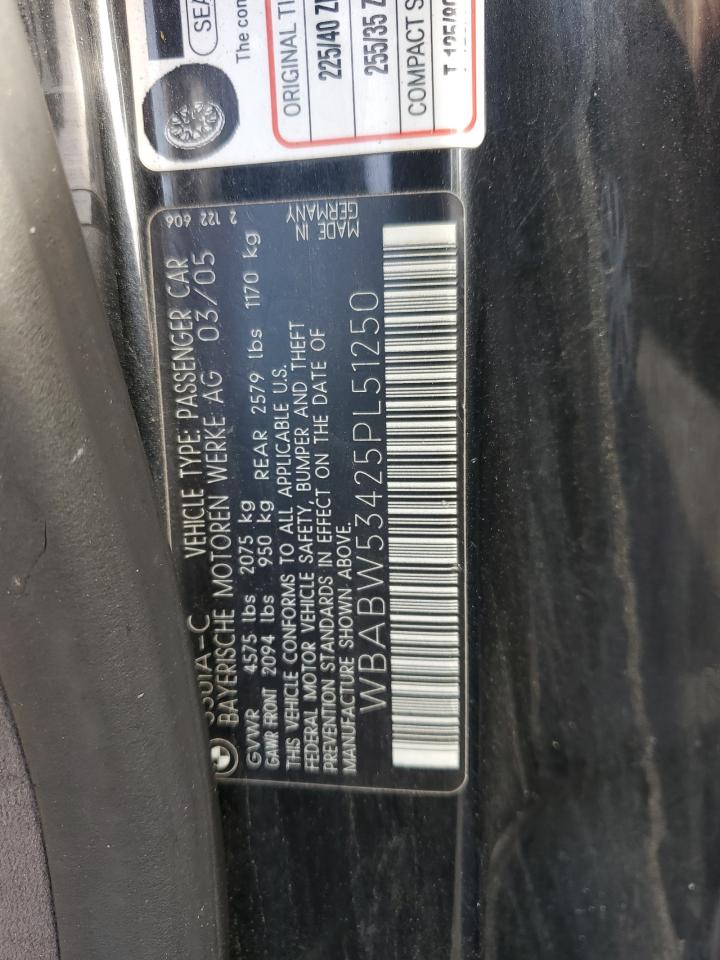 SEA
The con
ORIGINAL TI
225/40 Z
255/35 Z
COMPACT S
VEHICLE TYPE: PASSENGER CAR
BAYERISCHE MOTOREN WERKE AG 03/05
GVWR 4575 lbs 2075 kg
GAWR FRONT 2094 lbs 950 kg REAR 2579 lbs 1170 kg
THIS VEHICLE CONFORMS TO ALL APPLICABLE U.S.
FEDERAL MOTOR VEHICLE SAFETY, BUMPER AND THEFT
PREVENTION STANDARDS IN EFFECT ON THE DATE OF
MANUFACTURE SHOWN ABOVE.
WBABW53425PL51250
2 122 606
MADE IN
GERMANY